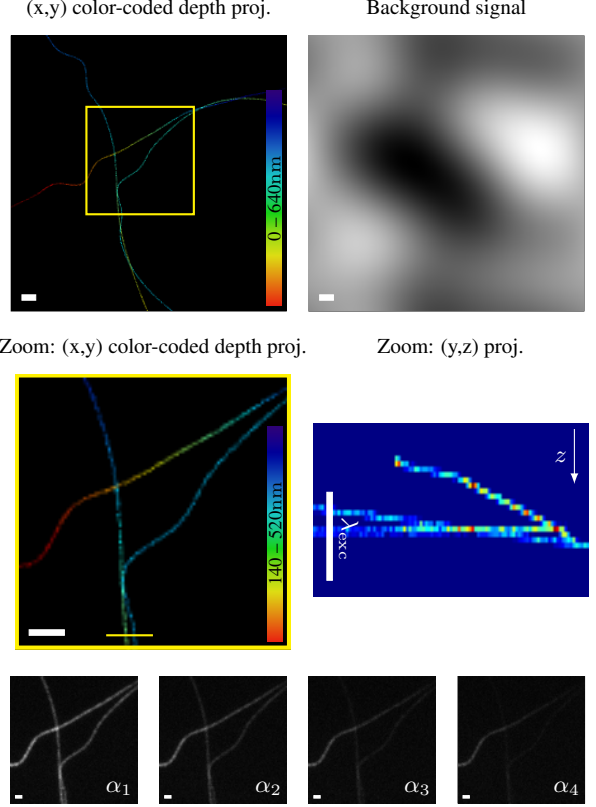 (x,y) color-coded depth proj.
Background signal
0 – 640nm
Zoom: (x,y) color-coded depth proj.
Zoom: (y,z) proj.
140 – 520nm
z
λexc
α1
α2
α3
α4